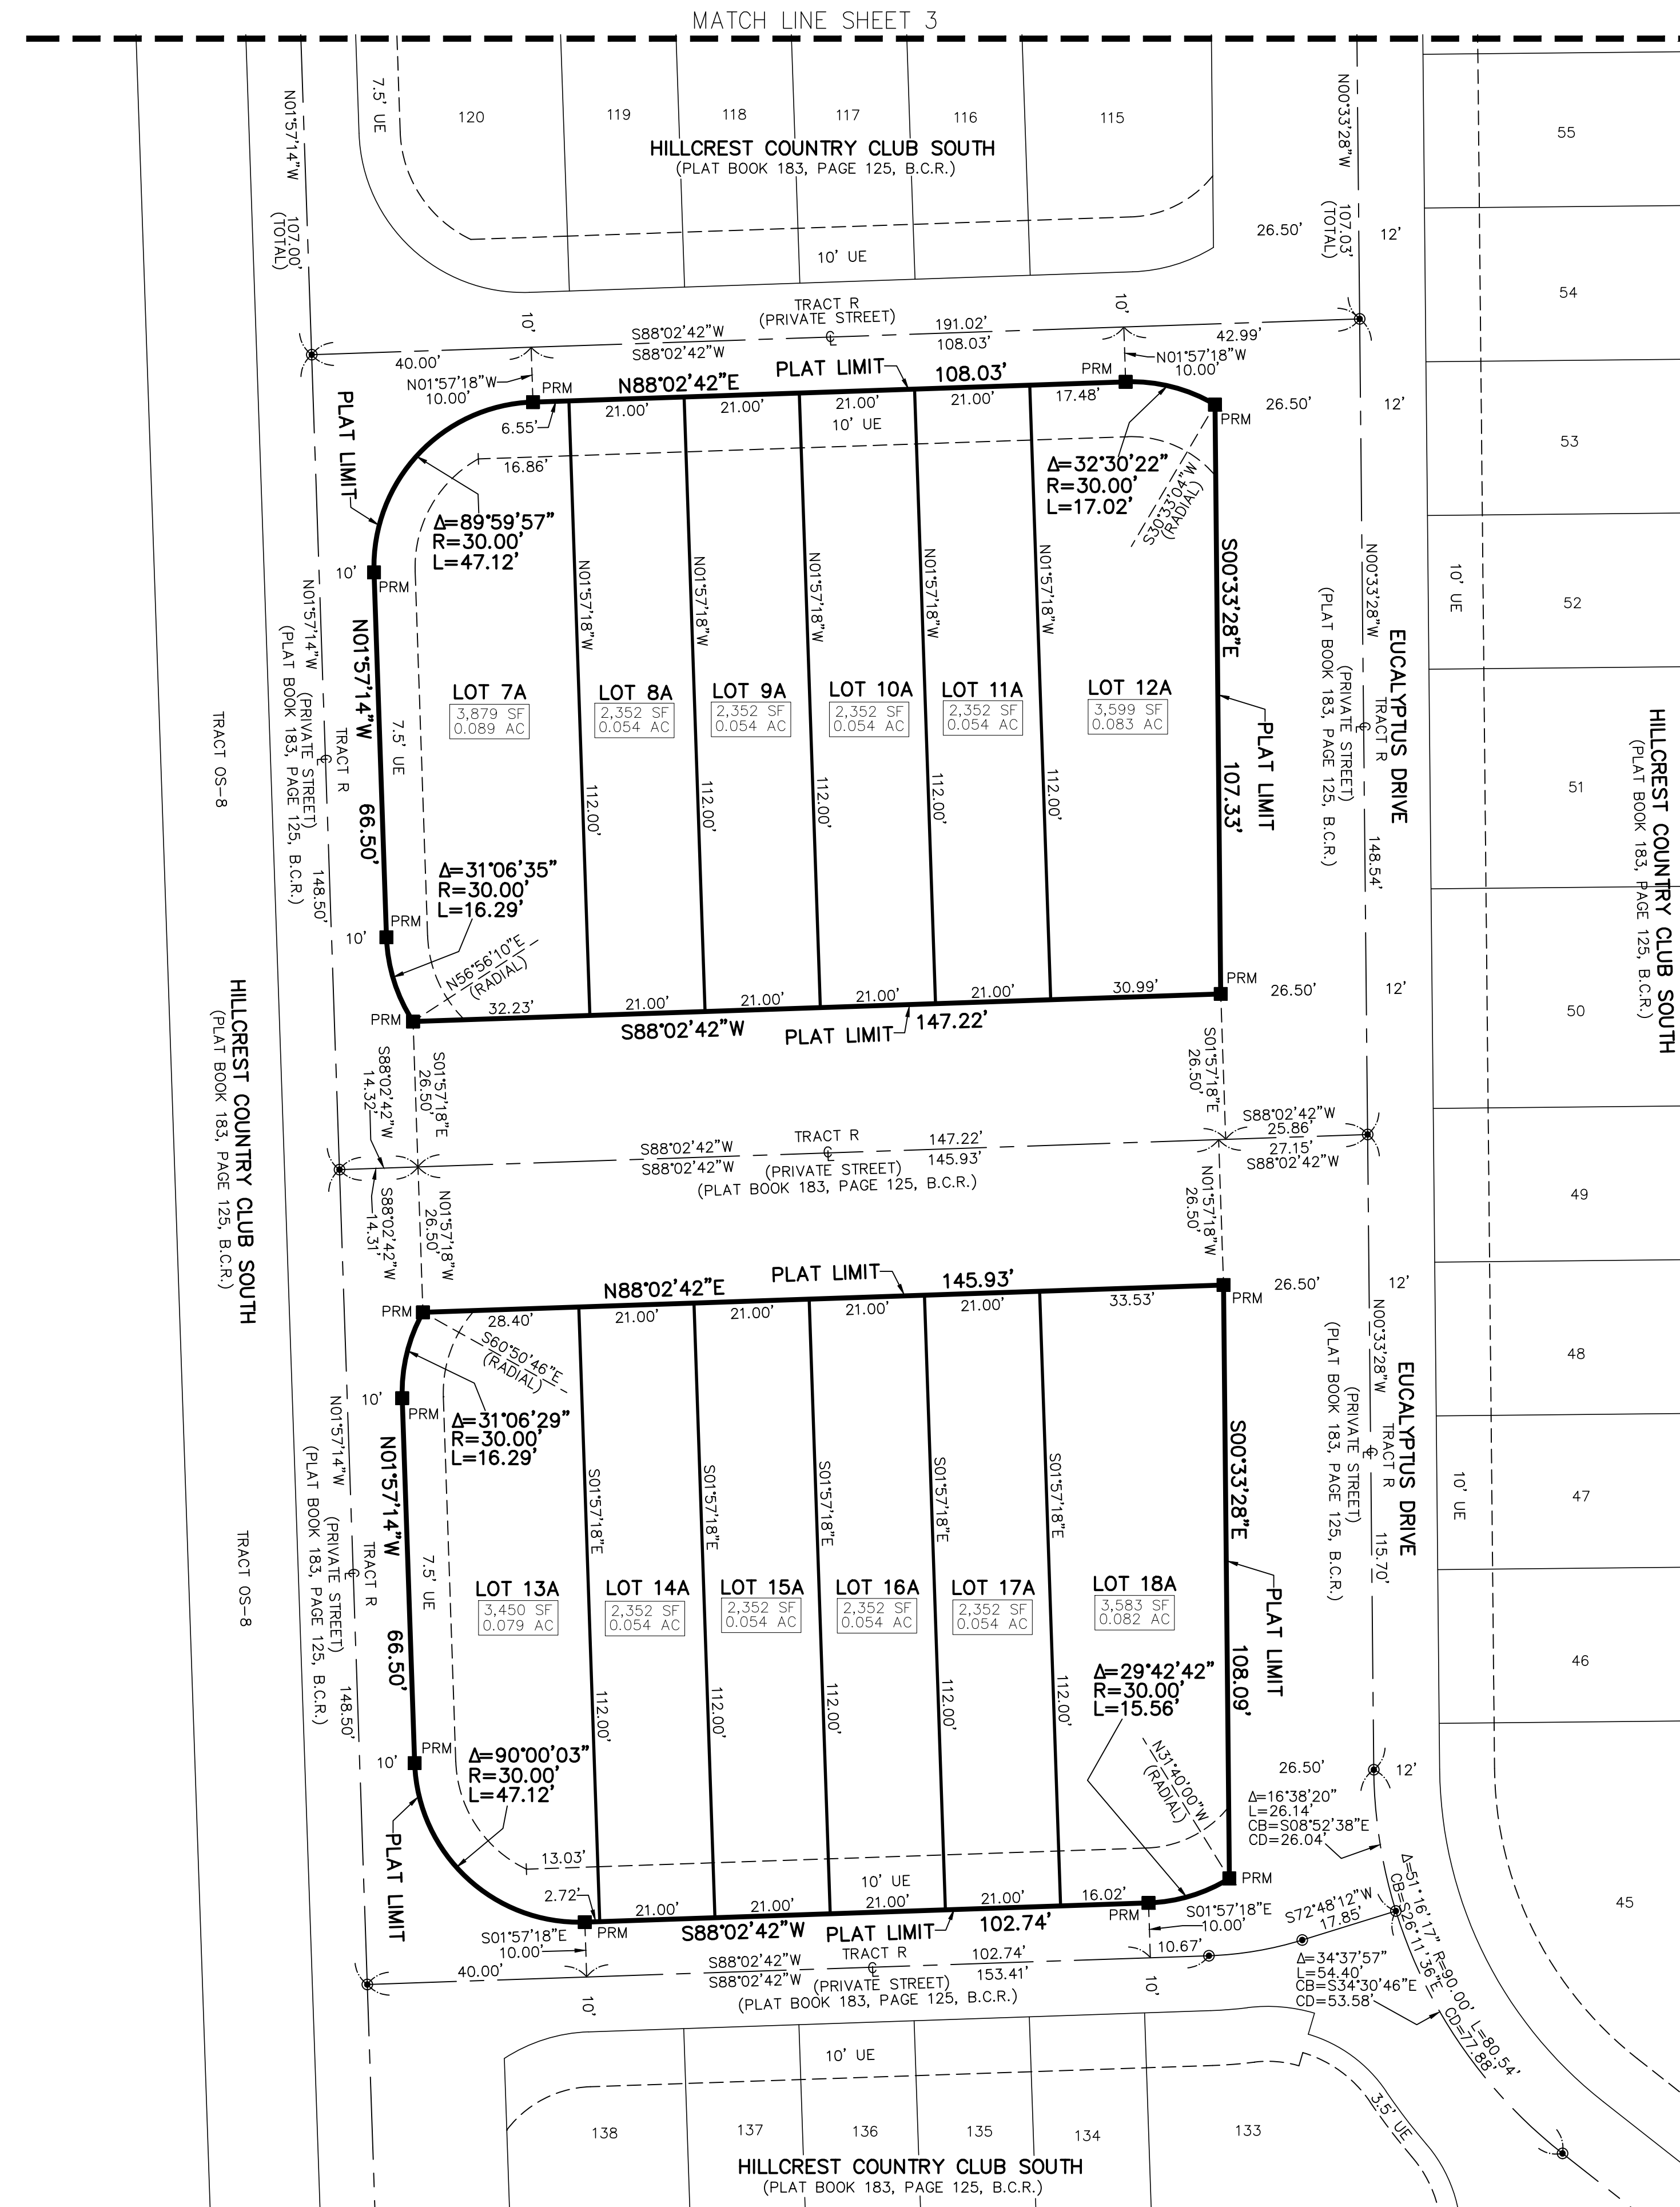 MATCH LINE SHEET 3
N01°57'14"W 107.00'
(TOTAL)
7.5' UE
120
119
118
117
116
115
HILLCREST COUNTRY CLUB SOUTH
(PLAT BOOK 183, PAGE 125, B.C.R.)
10' UE
N00°33'28"W 107.03'
(TOTAL)
26.50'
12'
55
54
53
52
51
50
49
48
47
46
45
10'
TRACT R
(PRIVATE STREET)
S88°02'42"W 191.02'
S88°02'42"W 108.03'
℄
10'
42.99'
40.00'
N01°57'18"W
10.00'
PRM
N88°02'42"E
PLAT LIMIT
108.03'
PRM
N01°57'18"W
10.00'
PLAT LIMIT
6.55'
21.00'
21.00'
21.00'
21.00'
17.48'
10' UE
26.50'
12'
PRM
16.86'
Δ=89°59'57"
R=30.00'
L=47.12'
Δ=32°30'22"
R=30.00'
L=17.02'
S30°33'04"W
(RADIAL)
10'
PRM
N01°57'14"W
66.50'
7.5' UE
N01°57'18"W
N01°57'18"W
N01°57'18"W
N01°57'18"W
N01°57'18"W
112.00'
112.00'
112.00'
112.00'
112.00'
LOT 7A
3,879 SF
0.089 AC
LOT 8A
2,352 SF
0.054 AC
LOT 9A
2,352 SF
0.054 AC
LOT 10A
2,352 SF
0.054 AC
LOT 11A
2,352 SF
0.054 AC
LOT 12A
3,599 SF
0.083 AC
S00°33'28"E
107.33'
PLAT LIMIT
N01°57'14"W
148.50'
TRACT R
℄
(PRIVATE STREET)
(PLAT BOOK 183, PAGE 125, B.C.R.)
TRACT OS-8
EUCALYPTUS DRIVE
TRACT R
℄
N00°33'28"W
148.54'
(PRIVATE STREET)
(PLAT BOOK 183, PAGE 125, B.C.R.)
10' UE
HILLCREST COUNTRY CLUB SOUTH
(PLAT BOOK 183, PAGE 125, B.C.R.)
Δ=31°06'35"
R=30.00'
L=16.29'
PRM
10'
N56°56'10"E
(RADIAL)
PRM
32.23'
21.00'
21.00'
21.00'
21.00'
30.99'
PRM
26.50'
12'
S88°02'42"W
PLAT LIMIT
147.22'
HILLCREST COUNTRY CLUB SOUTH
(PLAT BOOK 183, PAGE 125, B.C.R.)
S88°02'42"W
14.32'
S01°57'18"E
26.50'
S01°57'18"E
26.50'
S88°02'42"W
25.86'
27.15'
S88°02'42"W
TRACT R
S88°02'42"W 147.22'
S88°02'42"W 145.93'
℄
(PRIVATE STREET)
(PLAT BOOK 183, PAGE 125, B.C.R.)
S88°02'42"W
14.31'
N01°57'18"W
26.50'
N01°57'18"W
26.50'
N88°02'42"E
PLAT LIMIT
145.93'
PRM
28.40'
21.00'
21.00'
21.00'
21.00'
33.53'
26.50'
12'
PRM
S60°50'46"E
(RADIAL)
10'
PRM
Δ=31°06'29"
R=30.00'
L=16.29'
N01°57'14"W
66.50'
7.5' UE
S01°57'18"E
S01°57'18"E
S01°57'18"E
S01°57'18"E
S01°57'18"E
112.00'
112.00'
112.00'
112.00'
112.00'
LOT 13A
3,450 SF
0.079 AC
LOT 14A
2,352 SF
0.054 AC
LOT 15A
2,352 SF
0.054 AC
LOT 16A
2,352 SF
0.054 AC
LOT 17A
2,352 SF
0.054 AC
LOT 18A
3,583 SF
0.082 AC
S00°33'28"E
108.09'
PLAT LIMIT
N01°57'14"W
148.50'
TRACT R
℄
(PRIVATE STREET)
(PLAT BOOK 183, PAGE 125, B.C.R.)
TRACT OS-8
EUCALYPTUS DRIVE
TRACT R
℄
N00°33'28"W
115.70'
(PRIVATE STREET)
(PLAT BOOK 183, PAGE 125, B.C.R.)
10' UE
Δ=29°42'42"
R=30.00'
L=15.56'
N31°40'00"W
(RADIAL)
Δ=90°00'03"
R=30.00'
L=47.12'
PRM
10'
PLAT LIMIT
26.50'
12'
Δ=16°38'20"
L=26.14'
CB=S08°52'38"E
CD=26.04'
Δ=51°16'17" R=90.00' L=80.54'
CB=S26°11'36"E CD=77.88'
13.03'
10' UE
2.72'
21.00'
21.00'
21.00'
21.00'
16.02'
PRM
PRM
PRM
S88°02'42"W
PLAT LIMIT
102.74'
S01°57'18"E
10.00'
S01°57'18"E
10.00'
S72°48'12"W
17.85'
10.67'
40.00'
TRACT R
S88°02'42"W 102.74'
S88°02'42"W 153.41'
℄
(PRIVATE STREET)
(PLAT BOOK 183, PAGE 125, B.C.R.)
10'
10'
Δ=34°37'57"
L=54.40'
CB=S34°30'46"E
CD=53.58'
10' UE
3.5' UE
138
137
136
135
134
133
HILLCREST COUNTRY CLUB SOUTH
(PLAT BOOK 183, PAGE 125, B.C.R.)